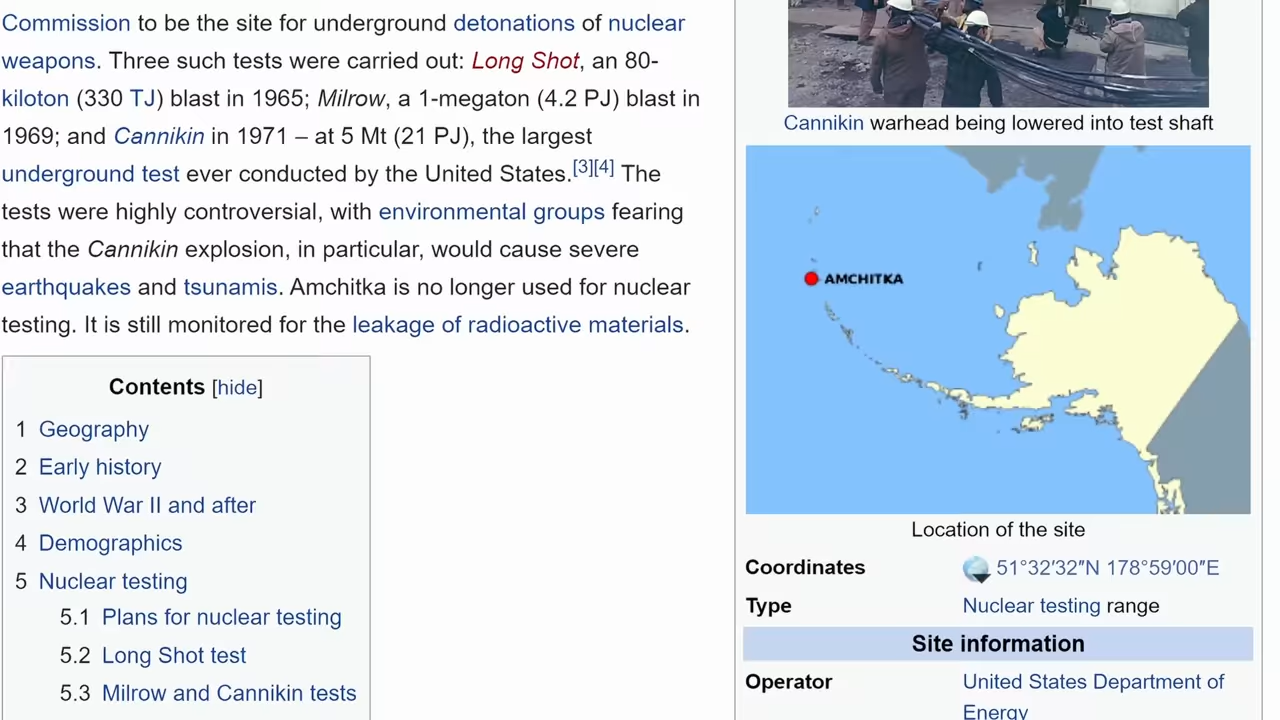 Commission to be the site for underground detonations of nuclear
weapons. Three such tests were carried out: Long Shot, an 80-
kiloton (330 TJ) blast in 1965; Milrow, a 1-megaton (4.2 PJ) blast in
1969; and Cannikin in 1971 – at 5 Mt (21 PJ), the largest
underground test ever conducted by the United States.[3][4] The
tests were highly controversial, with environmental groups fearing
that the Cannikin explosion, in particular, would cause severe
earthquakes and tsunamis. Amchitka is no longer used for nuclear
testing. It is still monitored for the leakage of radioactive materials.
Contents [hide]
1 Geography
2 Early history
3 World War II and after
4 Demographics
5 Nuclear testing
5.1 Plans for nuclear testing
5.2 Long Shot test
5.3 Milrow and Cannikin tests
Cannikin warhead being lowered into test shaft
AMCHITKA
Location of the site
Coordinates 51°32′32″N 178°59′00″E
Type Nuclear testing range
Site information
Operator United States Department of
Energy